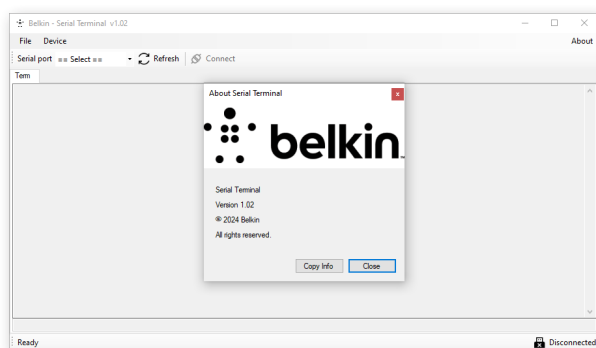 Belkin - Serial Terminal v1.02
File Device About
Serial port == Select == Refresh Connect
Term
About Serial Terminal
belkin
Serial Terminal
Version 1.02
© 2024 Belkin
All rights reserved.
Copy Info Close
Ready Disconnected